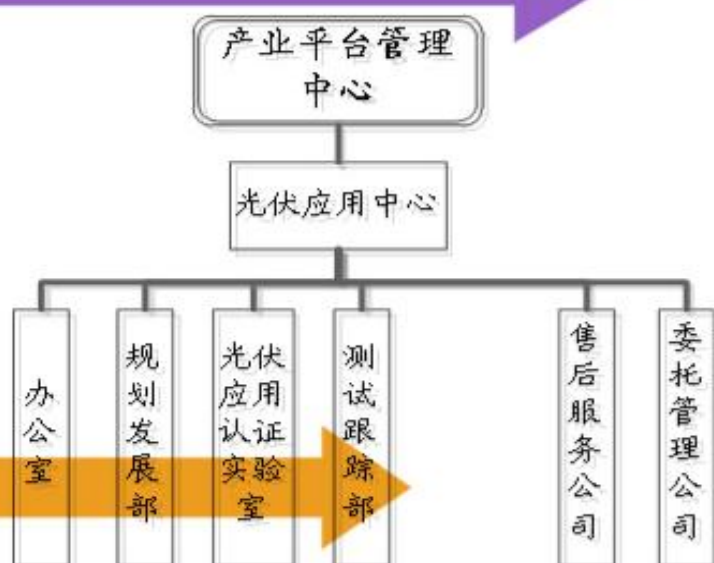 产业平台管理
中心
光伏应用中心
办公室
规划发展部
光伏
应用
认证
实验
室
测试跟踪部
售后服务公司
委托管理公司